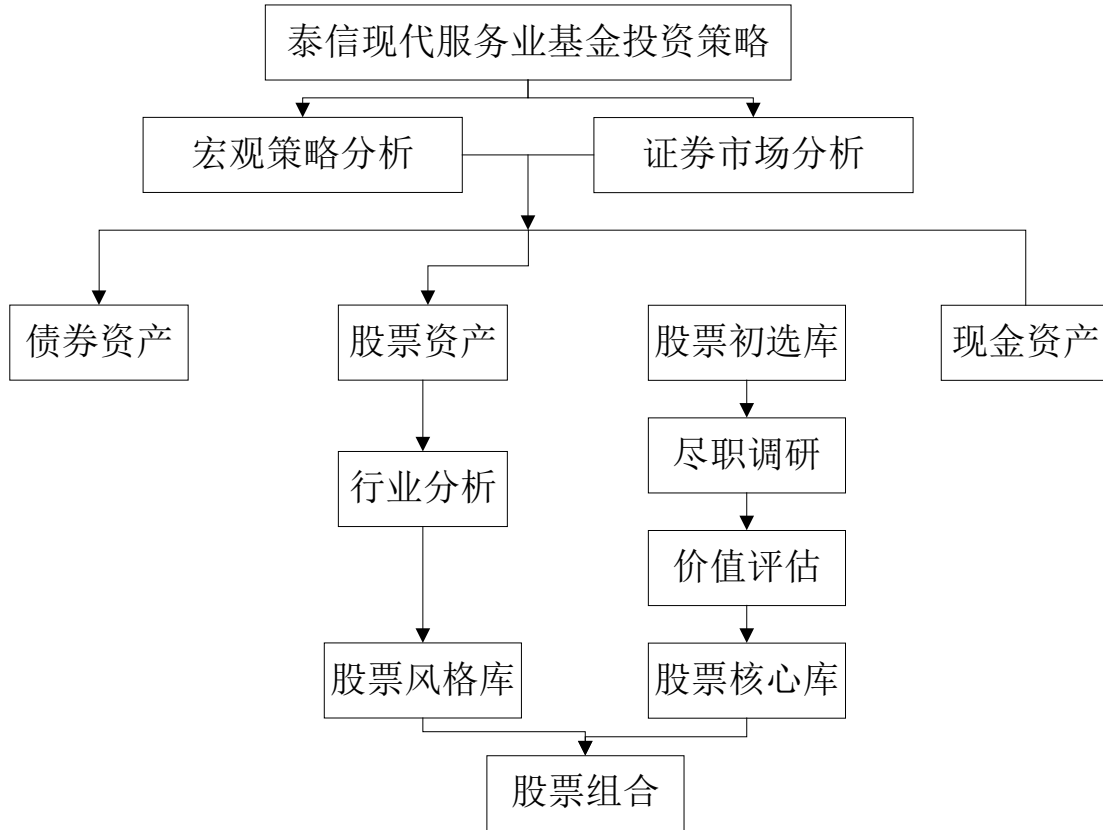 泰信现代服务业基金投资策略
宏观策略分析
证券市场分析
债券资产
股票资产
股票初选库
现金资产
行业分析
尽职调研
价值评估
股票风格库
股票核心库
股票组合